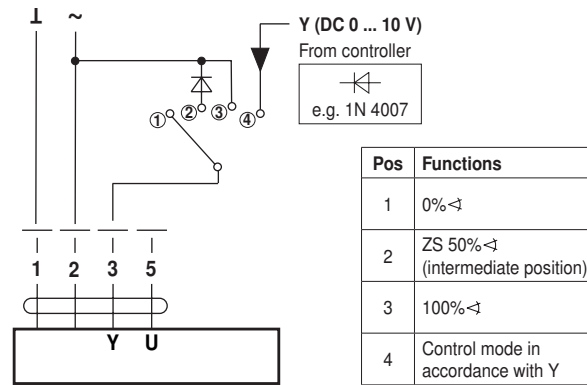 ⊥ ~
Y (DC 0 ... 10 V)
From controller
e.g. 1N 4007
① ② ③ ④
Pos Functions
1 0%∢
2 ZS 50%∢
(intermediate position)
3 100%∢
4 Control mode in
accordance with Y
1 2 3 5
Y U